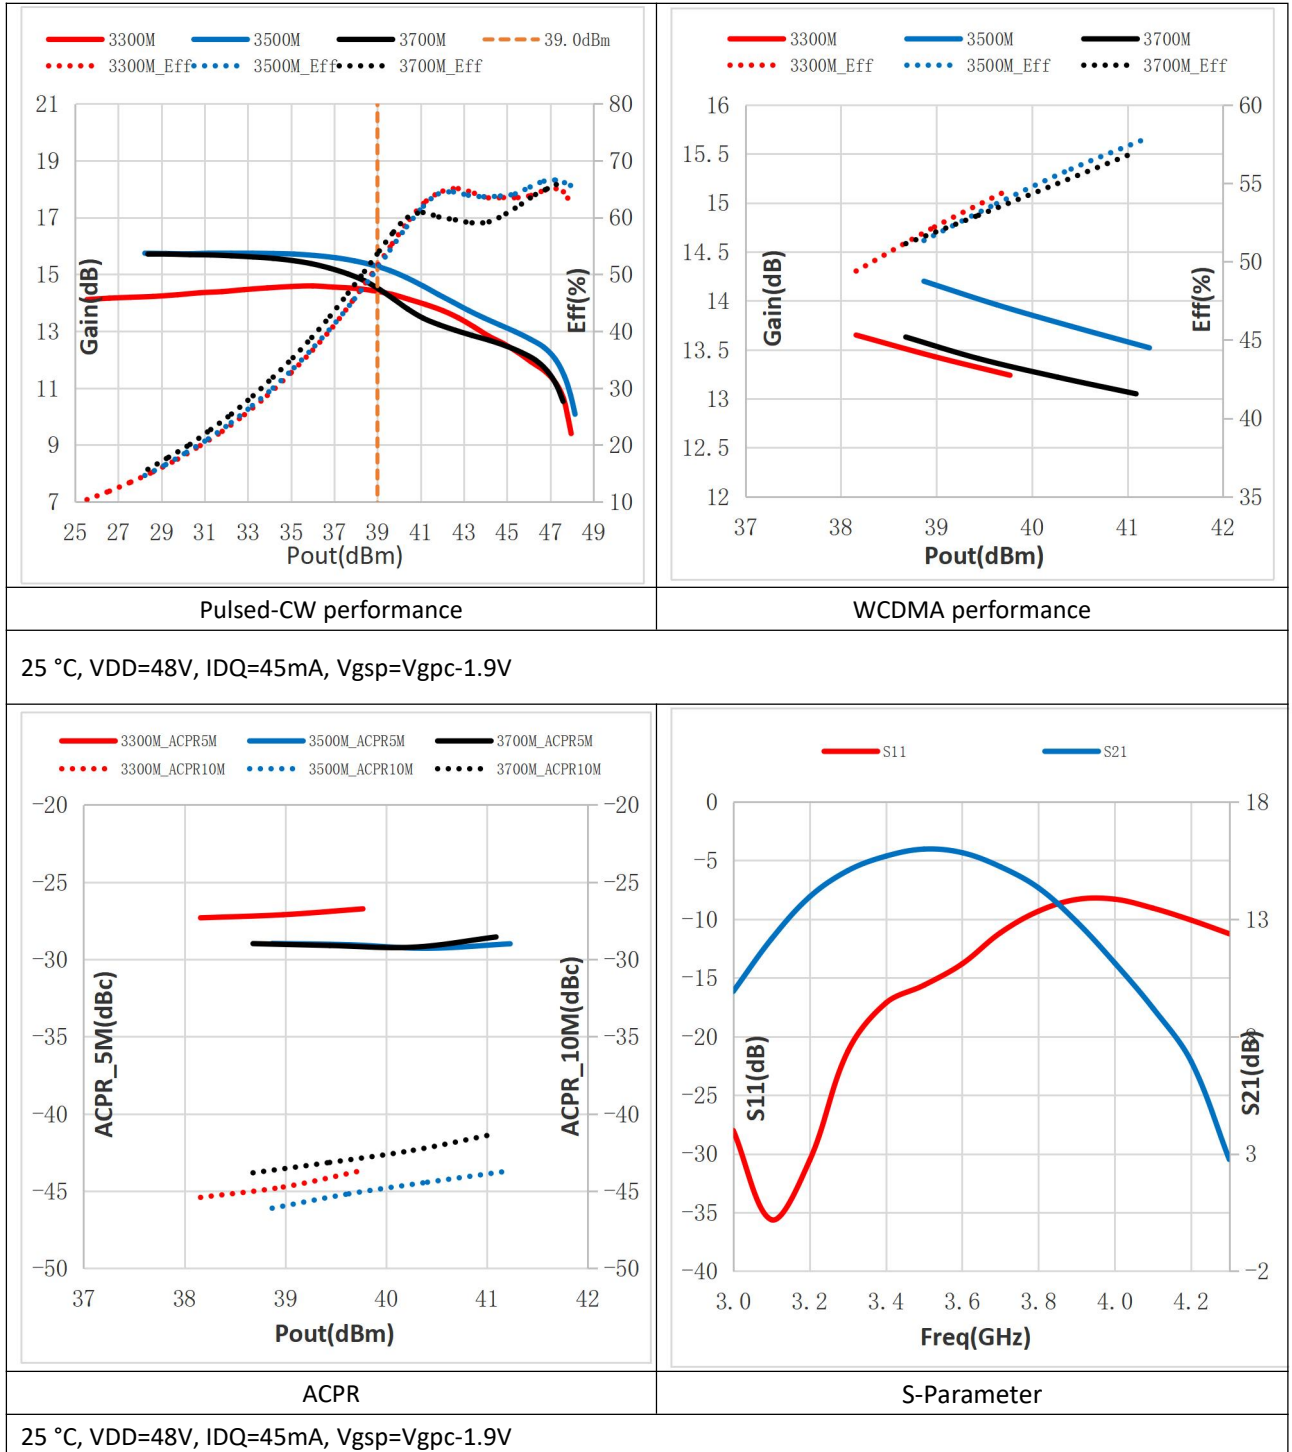 3300M 3500M 3700M 39.0dBm
3300M_Eff 3500M_Eff 3700M_Eff
21 80
19 70
17 60
15 50
13 40
11 30
9 20
7 10
Gain(dB)
Eff(%)
25 27 29 31 33 35 37 39 41 43 45 47 49
Pout(dBm)
Pulsed-CW performance
3300M 3500M 3700M
3300M_Eff 3500M_Eff 3700M_Eff
16 60
15.5
15 55
14.5 50
14
13.5 45
13 40
12.5
12 35
Gain(dB)
Eff(%)
37 38 39 40 41 42
Pout(dBm)
WCDMA performance
25 °C, VDD=48V, IDQ=45mA, Vgsp=Vgpc-1.9V
3300M_ACPR5M 3500M_ACPR5M 3700M_ACPR5M
3300M_ACPR10M 3500M_ACPR10M 3700M_ACPR10M
-20 -20
-25 -25
-30 -30
-35 -35
-40 -40
-45 -45
-50 -50
ACPR_5M(dBc)
ACPR_10M(dBc)
37 38 39 40 41 42
Pout(dBm)
ACPR
S11 S21
0 18
-5
-10 13
-15
-20 8
-25
-30 3
-35
-40 -2
S11(dB)
S21(dB)
3.0 3.2 3.4 3.6 3.8 4.0 4.2
Freq(GHz)
S-Parameter
25 °C, VDD=48V, IDQ=45mA, Vgsp=Vgpc-1.9V